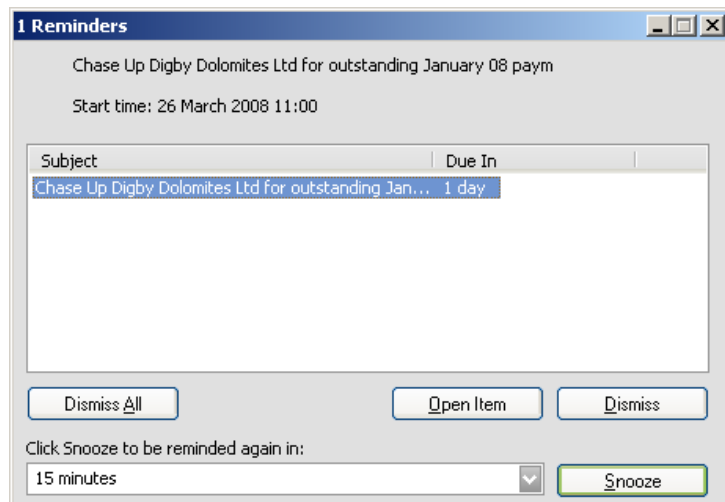 1 Reminders
Chase Up Digby Dolomites Ltd for outstanding January 08 paym
Start time: 26 March 2008 11:00
Subject Due In
Chase Up Digby Dolomites Ltd for outstanding Jan... 1 day
Dismiss All Open Item Dismiss
Click Snooze to be reminded again in:
15 minutes Snooze